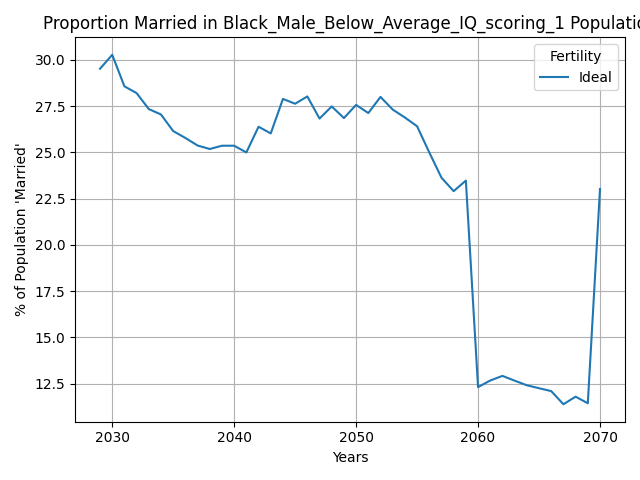 Proportion Married in Black_Male_Below_Average_IQ_scoring_1 Populatio
Fertility
Ideal
% of Population 'Married'
30.0
27.5
25.0
22.5
20.0
17.5
15.0
12.5
2030 2040 2050 2060 2070
Years